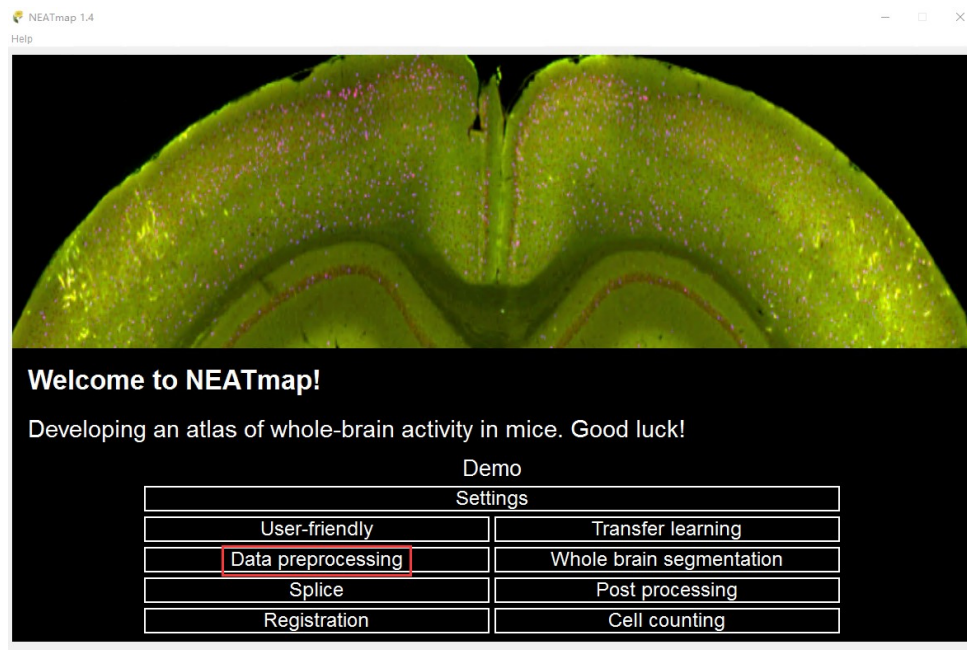 NEATmap 1.4
Help
Welcome to NEATmap!
Developing an atlas of whole-brain activity in mice. Good luck!
Demo
Settings
User-friendly Transfer learning
Data preprocessing Whole brain segmentation
Splice Post processing
Registration Cell counting